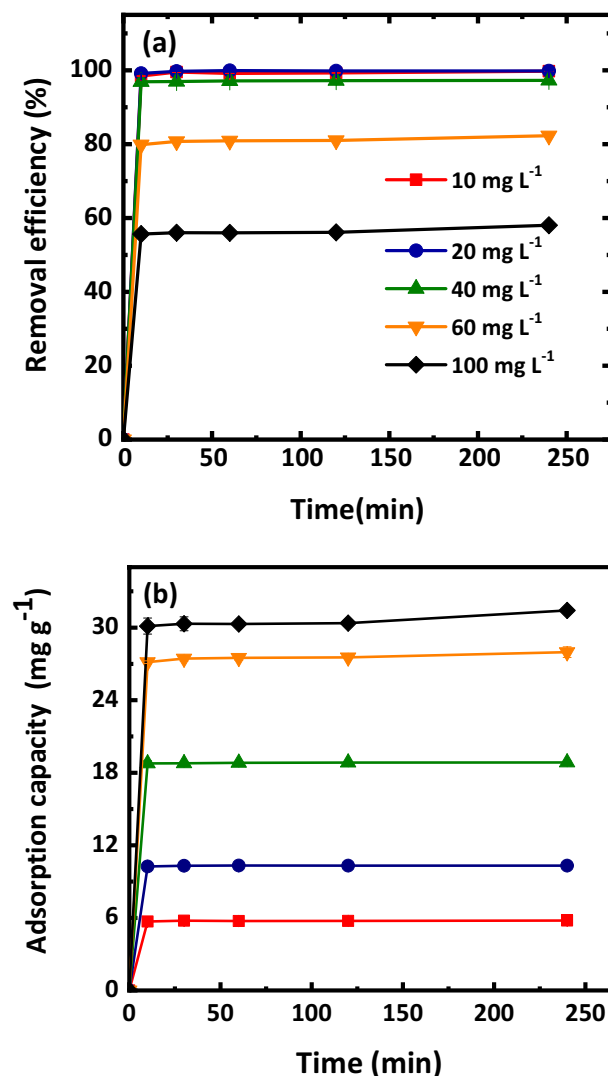 (a)
100
80
60
40
20
0
Removal efficiency (%)
10 mg L⁻¹
20 mg L⁻¹
40 mg L⁻¹
60 mg L⁻¹
100 mg L⁻¹
0 50 100 150 200 250
Time(min)
(b)
30
24
18
12
6
0
Adsorption capacity (mg g⁻¹)
0 50 100 150 200 250
Time (min)